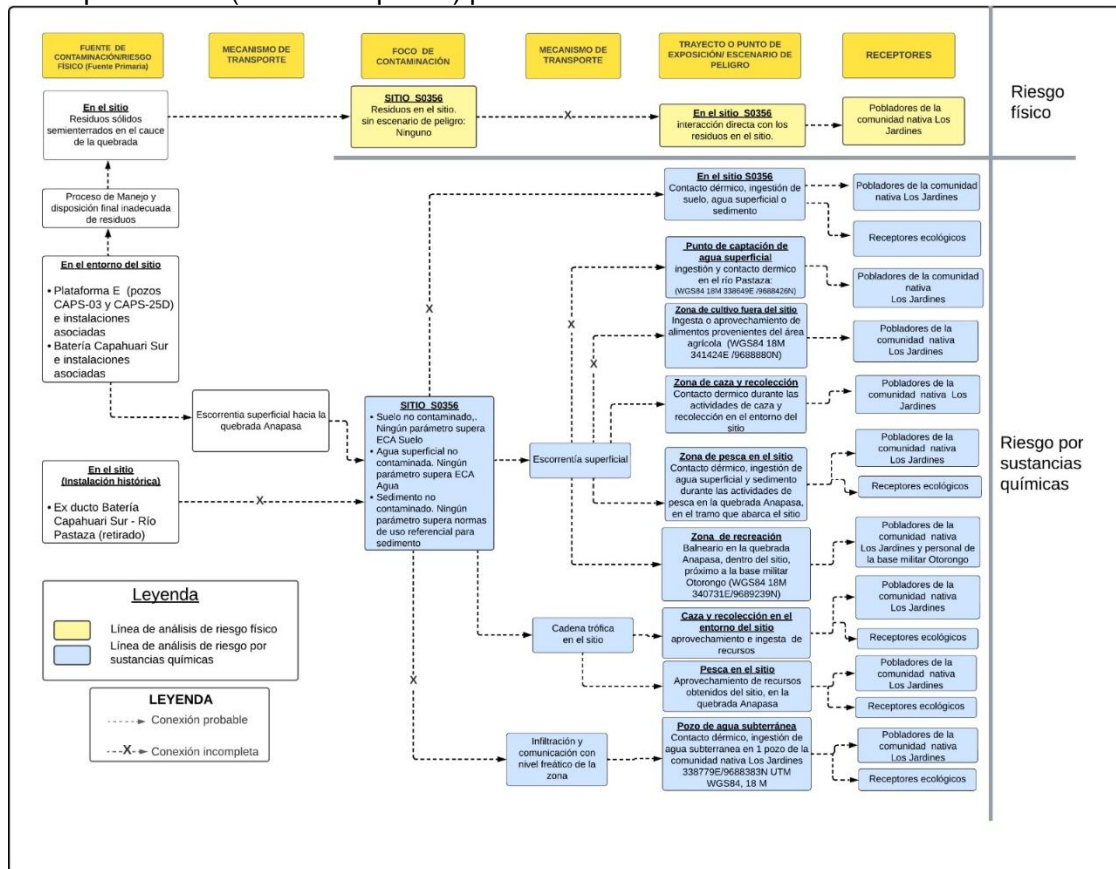 FUENTE DE
CONTAMINACIÓN/RIESGO
FÍSICO (Fuente Primaria)
MECANISMO DE
TRANSPORTE
FOCO DE
CONTAMINACIÓN
MECANISMO DE
TRANSPORTE
TRAYECTO O PUNTO DE
EXPOSICIÓN/ ESCENARIO DE
PELIGRO
RECEPTORES
En el sitio
Residuos sólidos
semienterrados en el cauce
de la quebrada
SITIO S0356
Residuos en el sitio.
sin escenario de peligro:
Ninguno
X
En el sitio S0356
interacción directa con los
residuos en el sitio.
Pobladores de la
comunidad nativa Los
Jardines
Riesgo
físico
Proceso de Manejo y
disposición final inadecuada
de residuos
En el entorno del sitio
• Plataforma E (pozos
CAPS-03 y CAPS-25D)
e instalaciones
asociadas
• Batería Capahuari Sur
e instalaciones
asociadas
Escorrentia superficial hacia la
quebrada Anapasa
En el sitio
(Instalación histórica)
• Ex ducto Batería
Capahuari Sur - Río
Pastaza (retirado)
X
SITIO S0356
• Suelo no contaminado,.
Ningún parámetro supera
ECA Suelo
• Agua superficial no
contaminada. Ningún
parámetro supera ECA
Agua
• Sedimento no
contaminado. Ningún
parámetro supera normas
de uso referencial para
sedimento
X
X
X
X
Escorrentía superficial
Cadena trófica
en el sitio
Infiltración y
comunicación con
nivel freático de la
zona
En el sitio S0356
Contacto dérmico, ingestión de
suelo, agua superficial o
sedimento
Pobladores de la comunidad
nativa Los Jardines
Receptores ecológicos
Punto de captación de
agua superficial
ingestión y contacto dermico
en el río Pastaza:
(WGS84 18M 338649E /9688426N)
Pobladores de la comunidad
nativa
Los Jardines
Zona de cultivo fuera del sitio
Ingesta o aprovechamiento de
alimentos provenientes del área
agrícola (WGS84 18M
341424E /9688880N)
Pobladores de la
comunidad nativa Los
Jardines
Zona de caza y recolección
Contacto dermico durante las
actividades de caza y
recolección en el entorno del
sitio
Pobladores de la
comunidad nativa Los
Jardines
Zona de pesca en el sitio
Contacto dérmico, ingestión de
agua superficial y sedimento
durante las actividades de
pesca en la quebrada Anapasa,
en el tramo que abarca el sitio
Pobladores de la
comunidad nativa
Los Jardines
Receptores ecológicos
Riesgo por
sustancias
químicas
Zona de recreación
Balneario en la quebrada
Anapasa, dentro del sitio,
próximo a la base militar
Otorongo (WGS84 18M
340731E/9689239N)
Pobladores de la
comunidad nativa
Los Jardines y personal de
la base militar Otorongo
Caza y recolección en el
entorno del sitio
aprovechamiento e ingesta de
recursos
Pobladores de la
comunidad nativa
Los Jardines
Receptores ecológicos
Pesca en el sitio
Aprovechamiento de recursos
obtenidos del sitio, en la
quebrada Anapasa
Pobladores de la
comunidad nativa
Los Jardines
Receptores ecológicos
Pozo de agua subterránea
Contacto dérmico, ingestión de
agua subterranea en 1 pozo de la
comunidad nativa Los Jardines
338779E/9688383N UTM
WGS84, 18 M
Pobladores de la
comunidad nativa
Los Jardines
Receptores ecológicos
Leyenda
Línea de análisis de riesgo físico
Línea de análisis de riesgo por
sustancias químicas
LEYENDA
Conexión probable
X Conexión incompleta